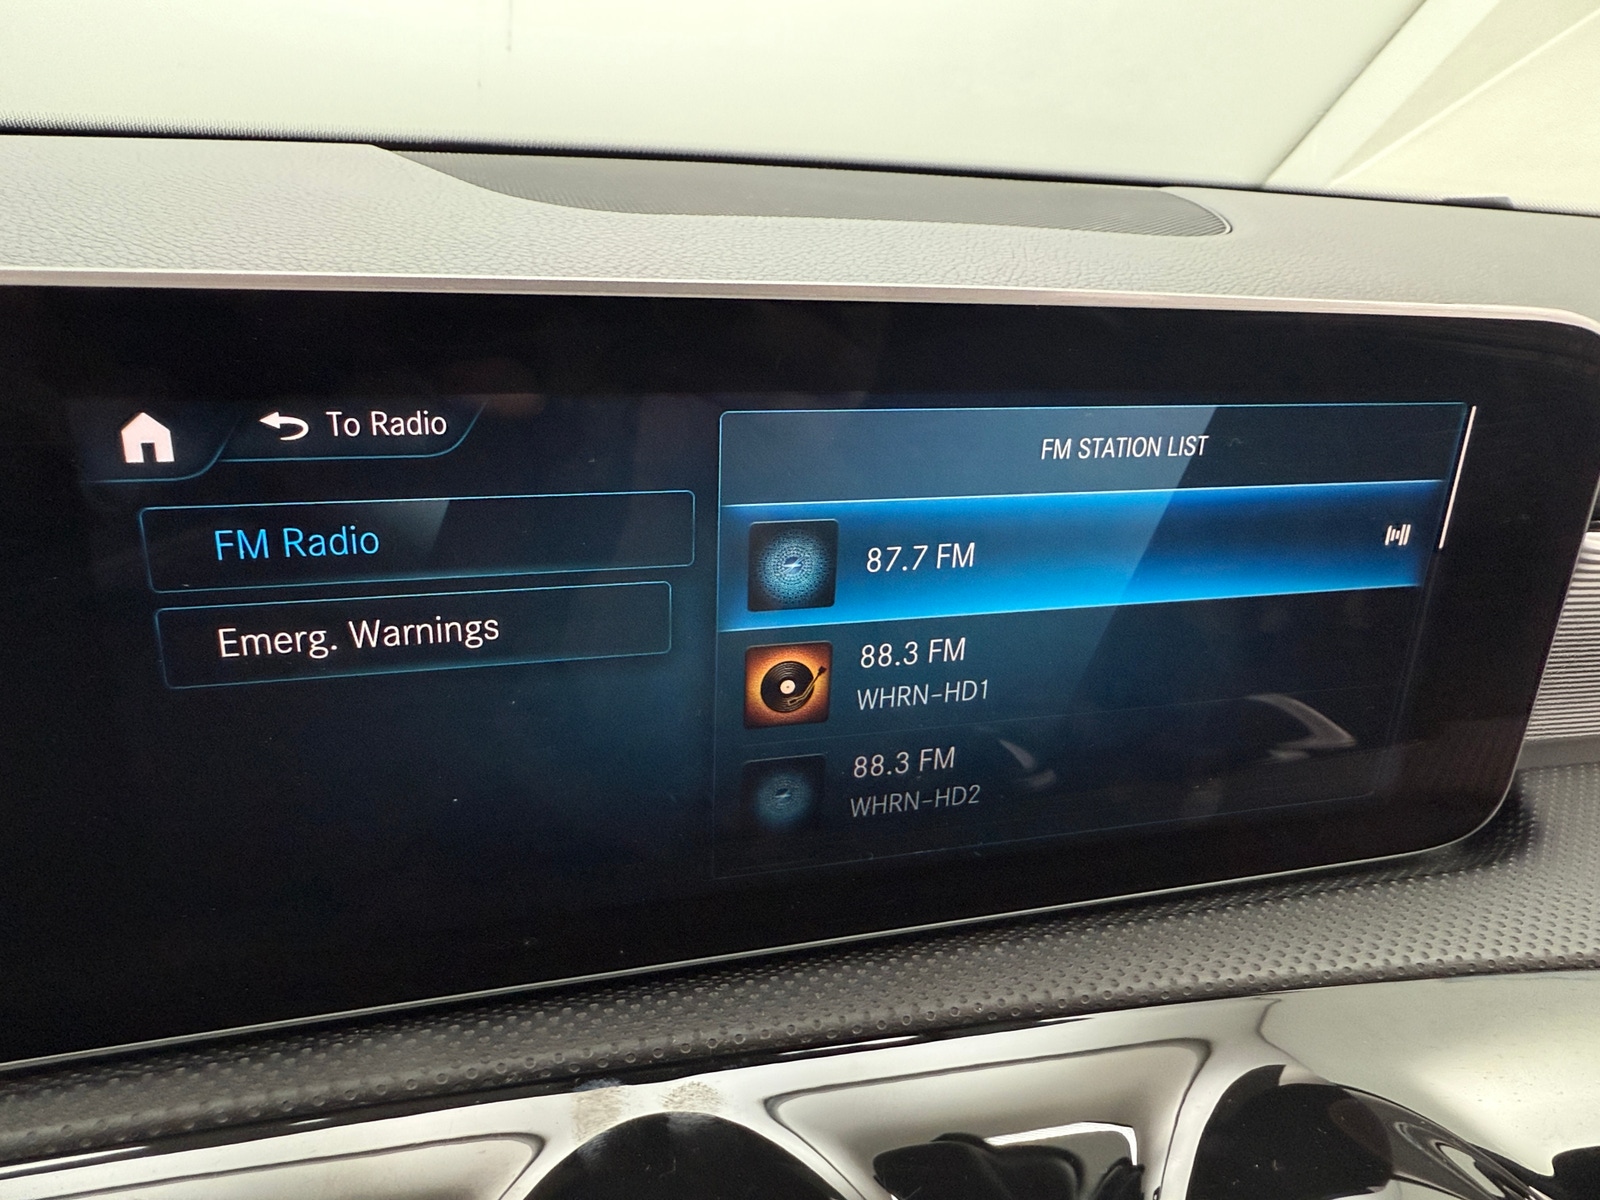 To Radio
FM Radio
Emerg. Warnings
FM STATION LIST
87.7 FM
88.3 FM
WHRN-HD1
88.3 FM
WHRN-HD2